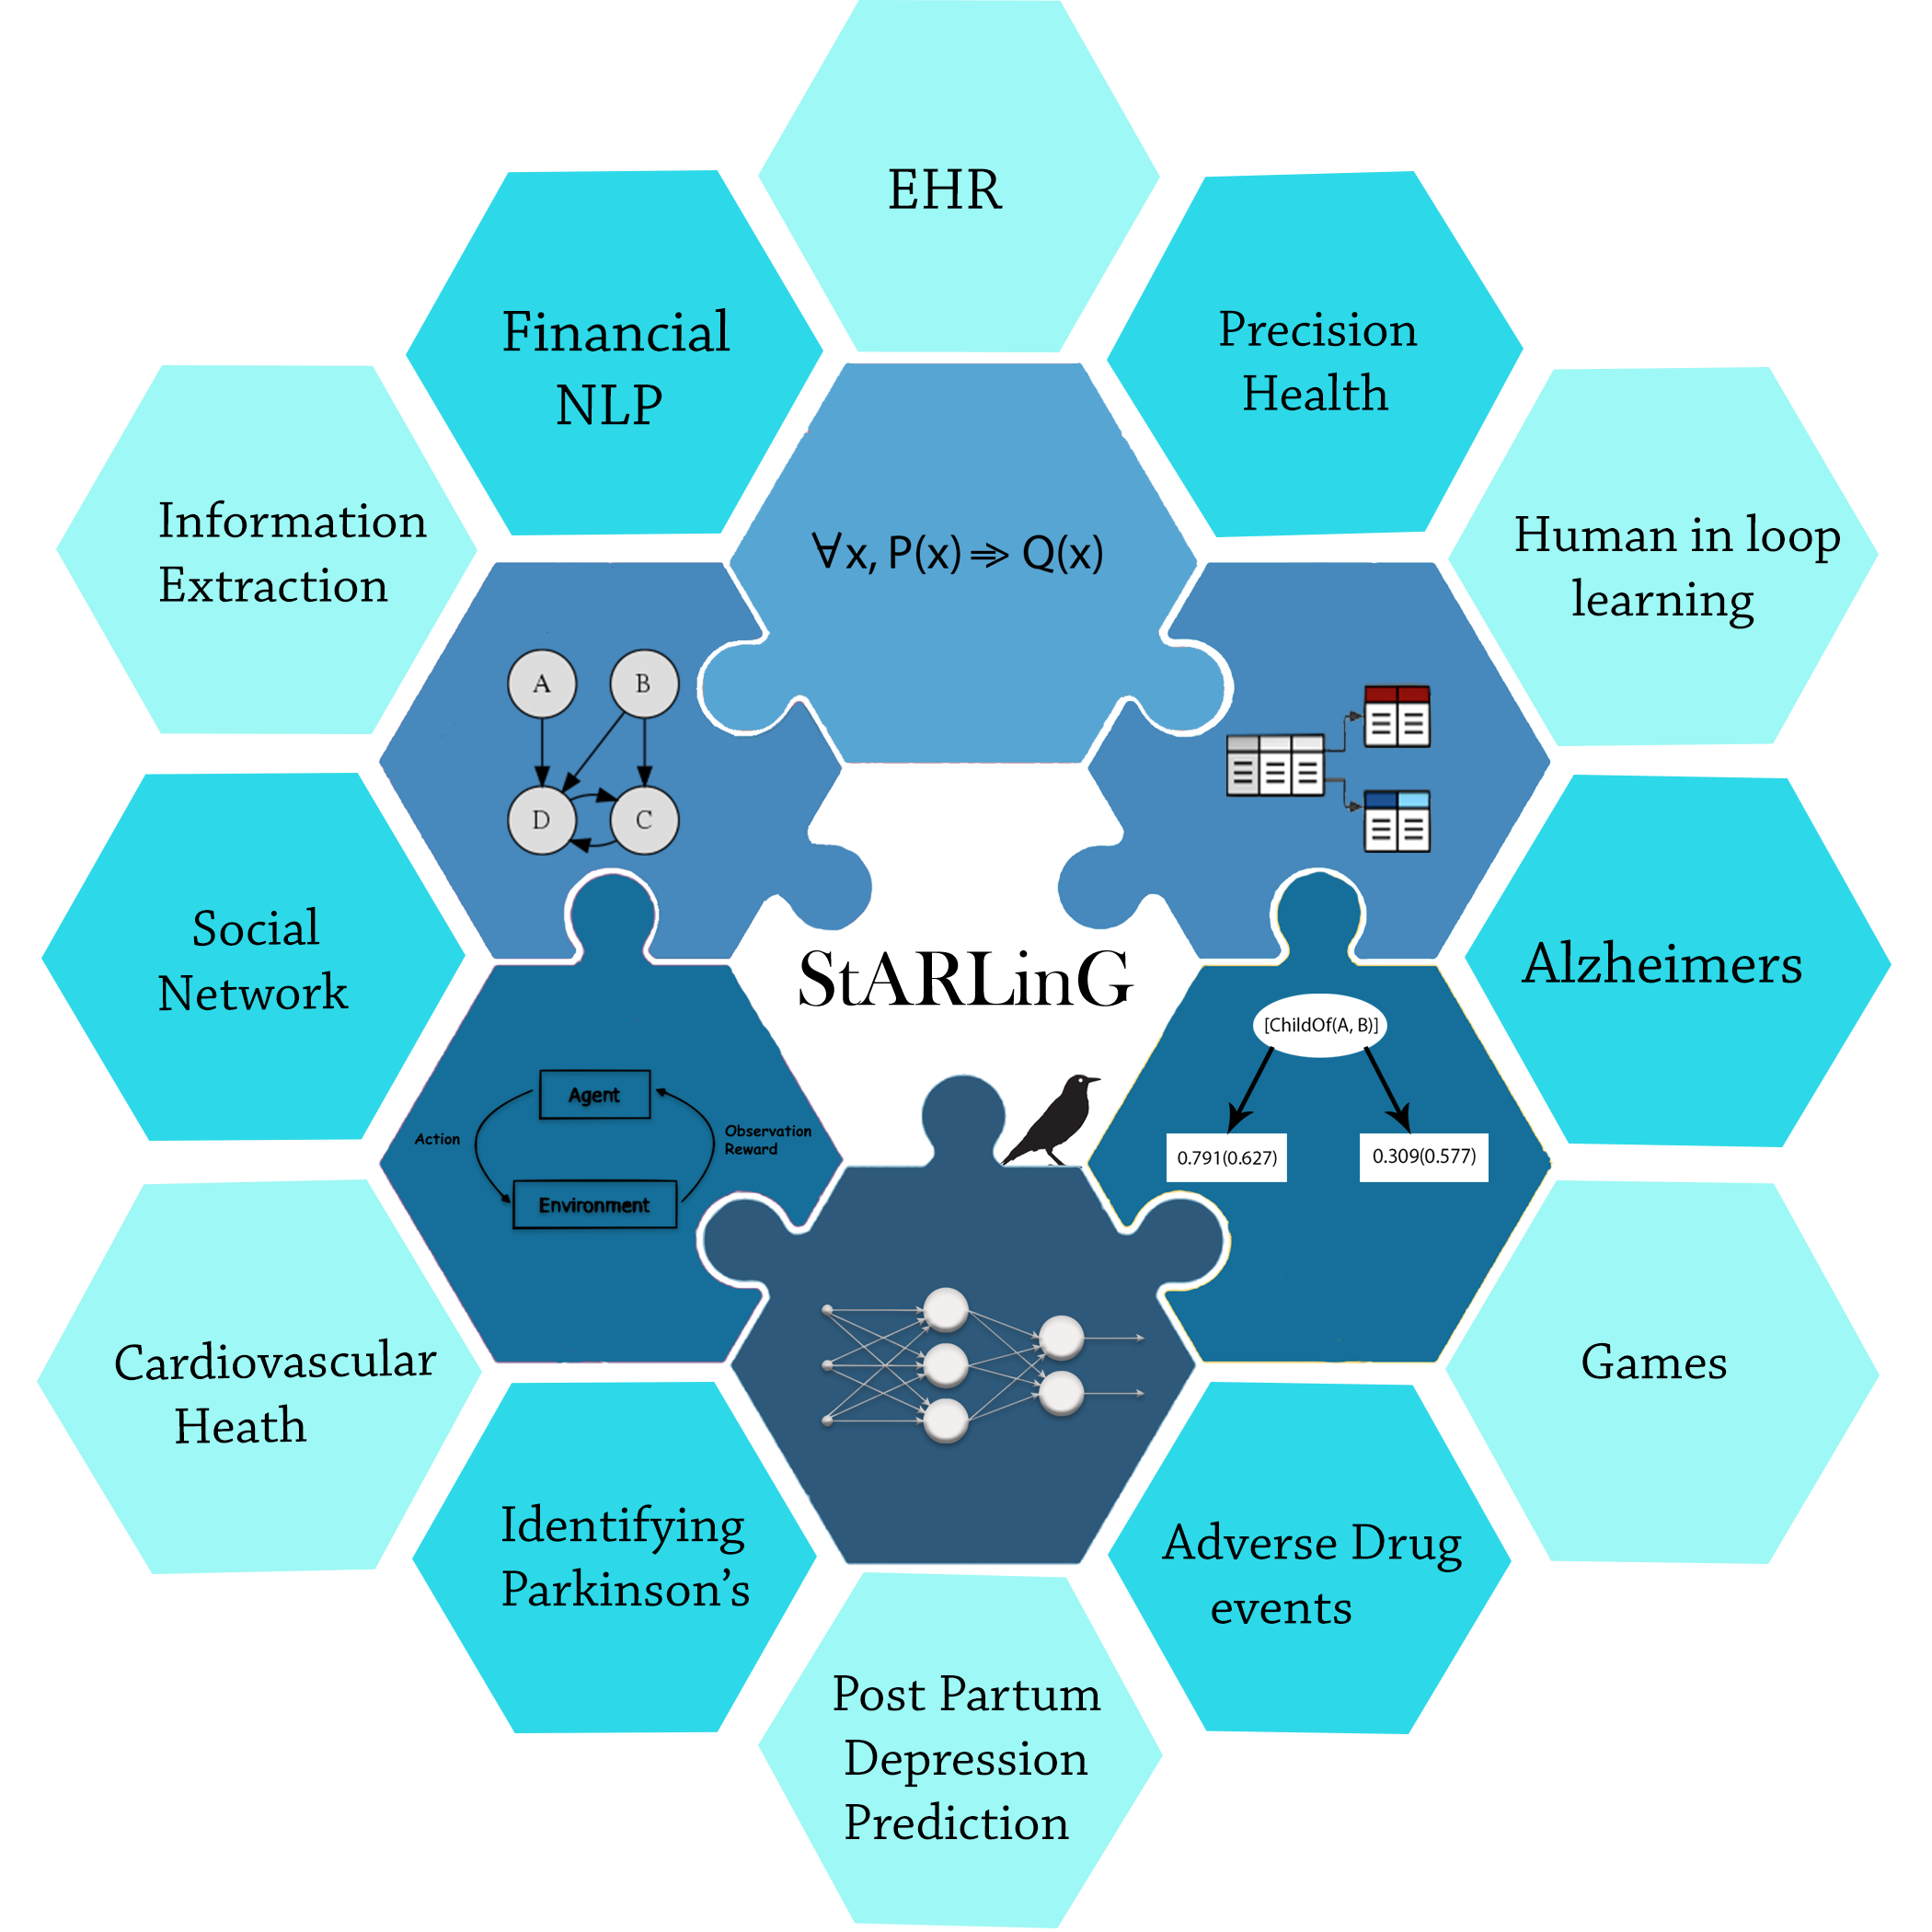 EHR
Financial
NLP
Precision
Health
Information
Extraction
Human in loop
learning
∀x, P(x) ⇒ Q(x)
A
B
D
C
Social
Network
StARLinG
Alzheimers
[ChildOf(A, B)]
0.791(0.627)
0.309(0.577)
Agent
Action
Observation
Reward
Environment
Cardiovascular
Heath
Games
Identifying
Parkinson’s
Adverse Drug
events
Post Partum
Depression
Prediction